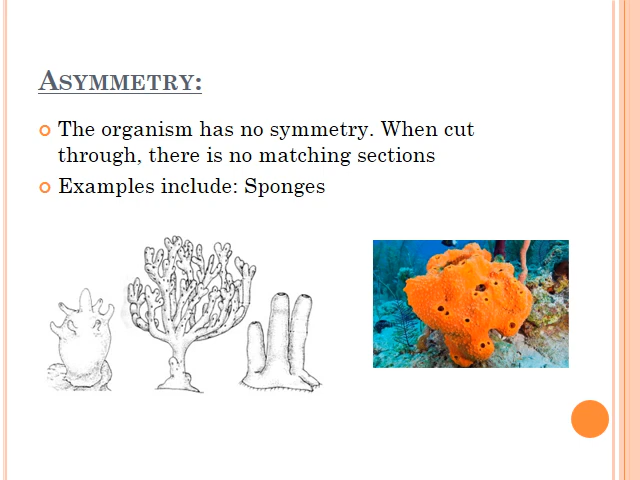 ASYMMETRY:
The organism has no symmetry. When cut
through, there is no matching sections
Examples include: Sponges